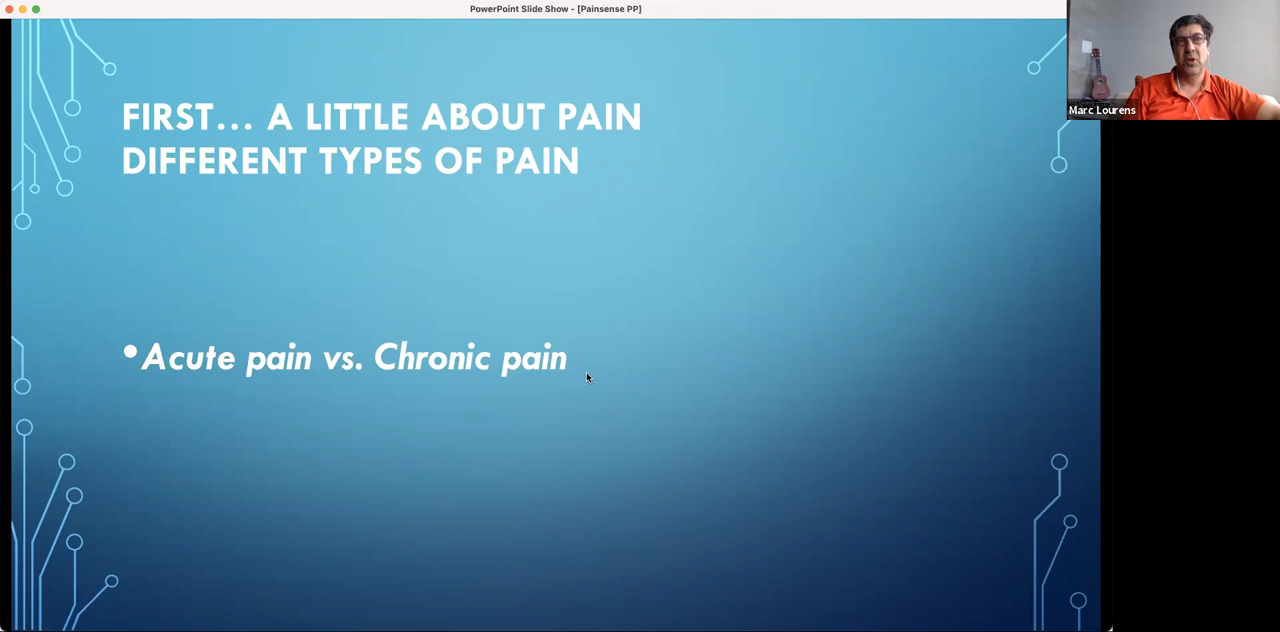 PowerPoint Slide Show - [Painsense PP]
Marc Lourens
FIRST... A LITTLE ABOUT PAIN
DIFFERENT TYPES OF PAIN
•Acute pain vs. Chronic pain